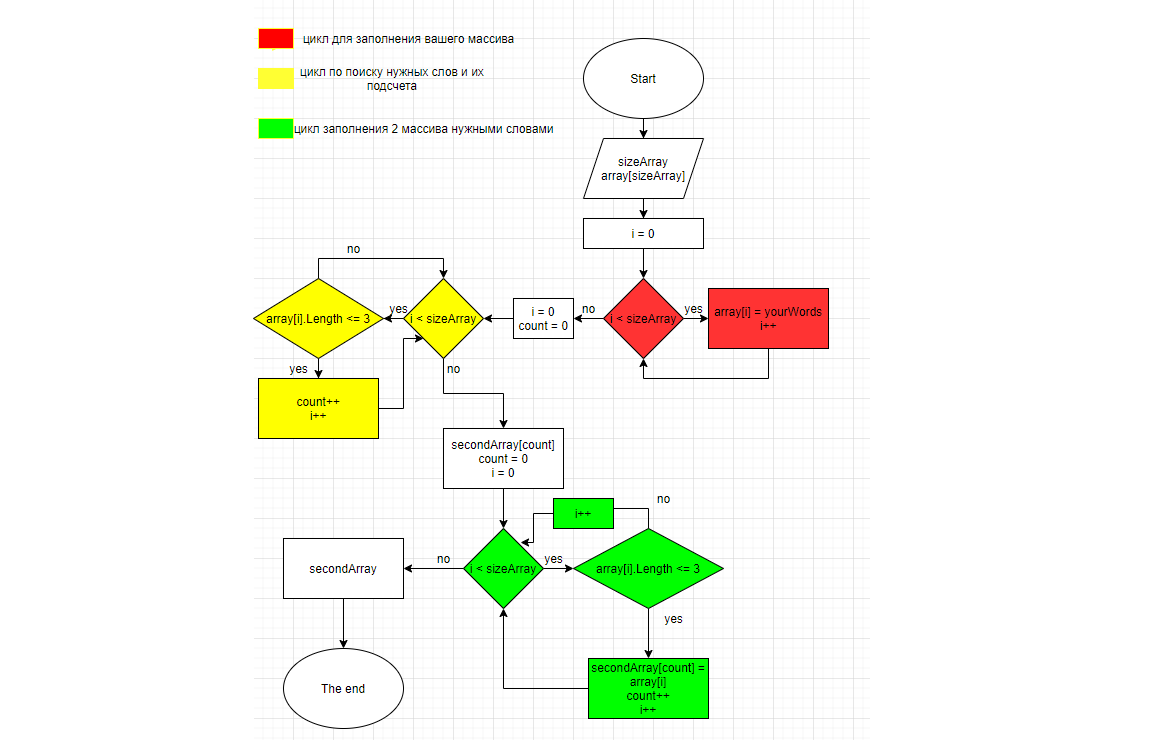 цикл для заполнения вашего массива
цикл по поиску нужных слов и их
подсчета
цикл заполнения 2 массива нужными словами
Start
sizeArray
array[sizeArray]
i = 0
i < sizeArray
yes
array[i] = yourWords
i++
no
i = 0
count = 0
i < sizeArray
yes
array[i].Length <= 3
no
yes
count++
i++
no
secondArray[count]
count = 0
i = 0
i < sizeArray
yes
array[i].Length <= 3
no
i++
yes
secondArray[count] =
array[i]
count++
i++
no
secondArray
The end